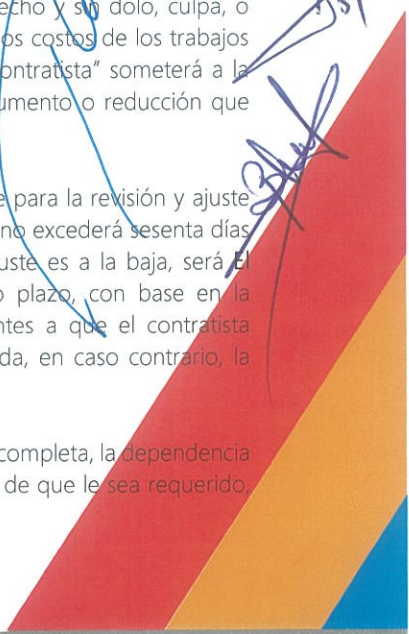 echo y sin dolo, culpa, o
os costos de los trabajos
ontratista" someterá a la
umento o reducción que
e para la revisión y ajuste
no excederá sesenta días
uste es a la baja, será El
o plazo, con base en la
ntes a que el contratista
da, en caso contrario, la
completa, la dependencia
de que le sea requerido,